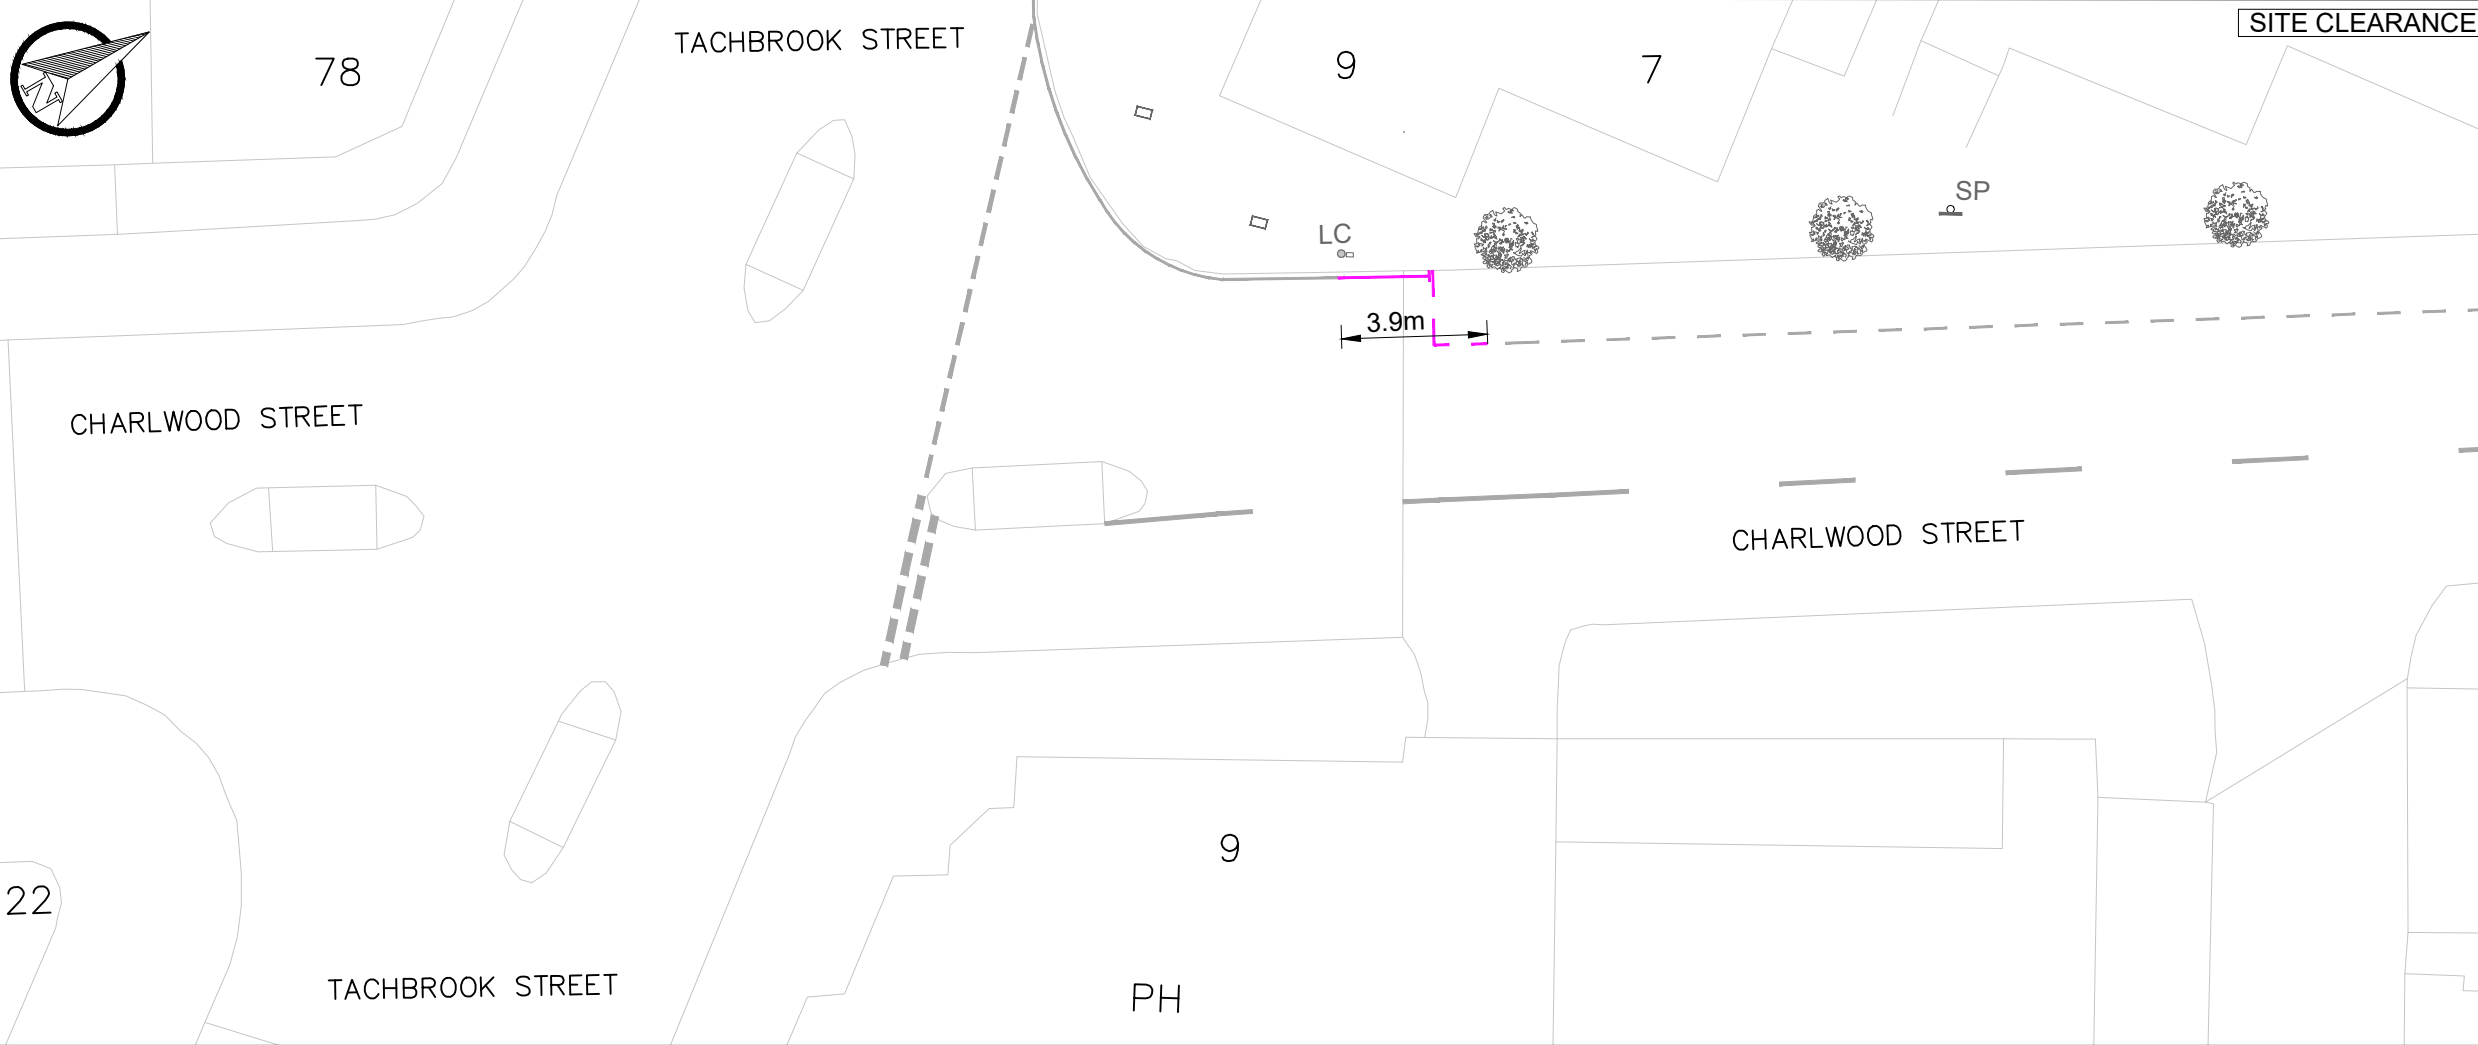 SITE CLEARANCE
TACHBROOK STREET
78
9
7
N
SP
LC
3.9m
CHARLWOOD STREET
CHARLWOOD STREET
9
22
TACHBROOK STREET
PH